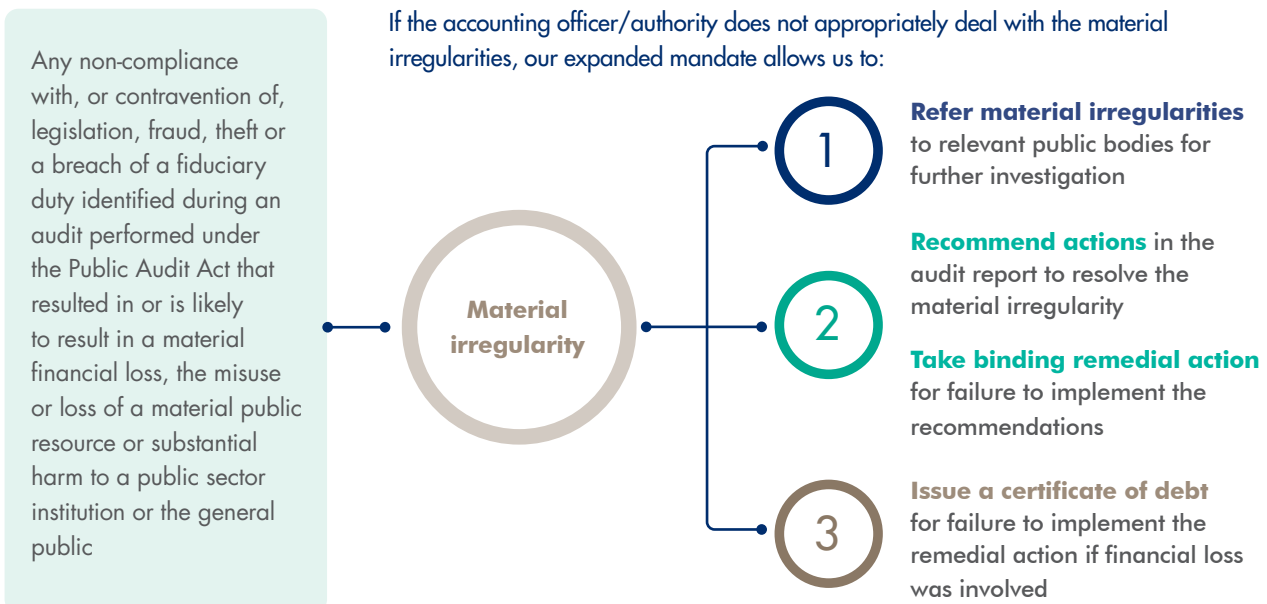 Any non-compliance
with, or contravention of,
legislation, fraud, theft or
a breach of a fiduciary
duty identified during an
audit performed under
the Public Audit Act that
resulted in or is likely
to result in a material
financial loss, the misuse
or loss of a material public
resource or substantial
harm to a public sector
institution or the general
public
If the accounting officer/authority does not appropriately deal with the material
irregularities, our expanded mandate allows us to:
Material
irregularity
1
Refer material irregularities
to relevant public bodies for
further investigation
2
Recommend actions in the
audit report to resolve the
material irregularity
Take binding remedial action
for failure to implement the
recommendations
3
Issue a certificate of debt
for failure to implement the
remedial action if financial loss
was involved